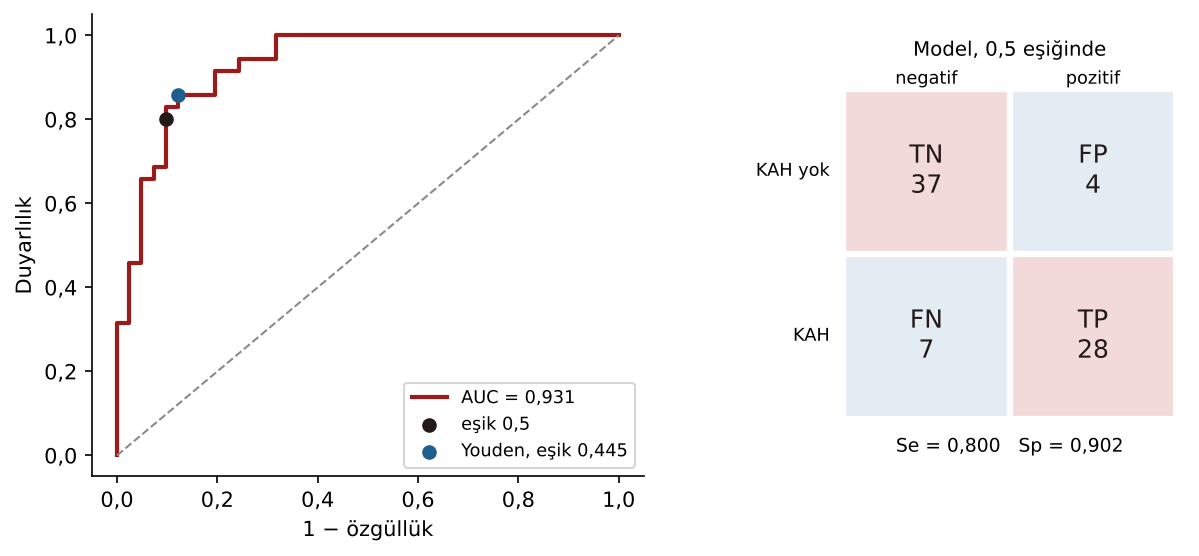 1,0
0,8
0,6
0,4
0,2
0,0
Duyarlılık
0,0 0,2 0,4 0,6 0,8 1,0
1 − özgüllük
AUC = 0,931
eşik 0,5
Youden, eşik 0,445
Model, 0,5 eşiğinde
negatif pozitif
KAH yok
TN
37
FP
4
KAH
FN
7
TP
28
Se = 0,800 Sp = 0,902